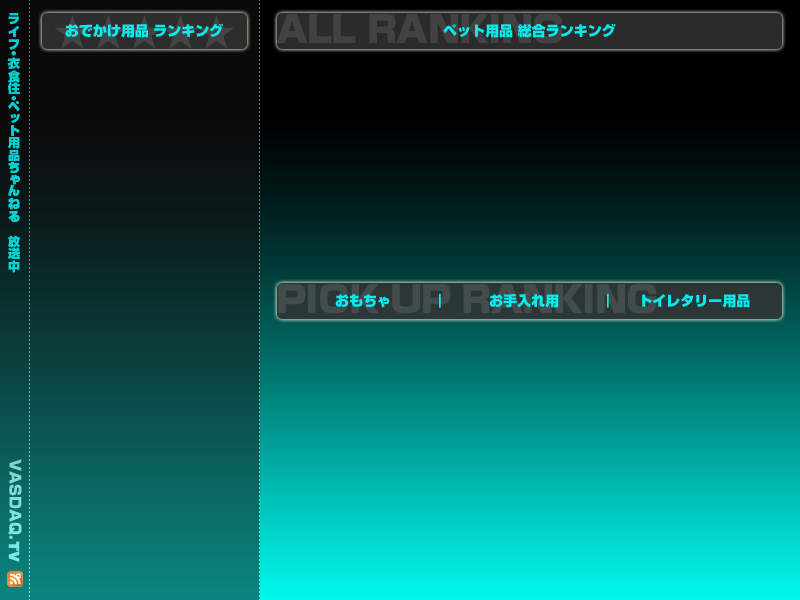 ライフ・衣食住・ペット用品ちゃんねる 放送中
VASDAQ.TV
★★★★★
おでかけ用品 ランキング
ALL RANKING
ペット用品 総合ランキング
PICK UP RANKING
おもちゃ | お手入れ用 | トイレタリー用品